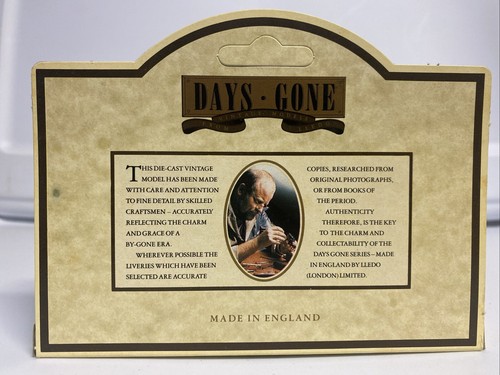 DAYS · GONE
VINTAGE MODELS
THIS DIE-CAST VINTAGE
MODEL HAS BEEN MADE
WITH CARE AND ATTENTION
TO FINE DETAIL BY SKILLED
CRAFTSMEN – ACCURATELY
REFLECTING THE CHARM
AND GRACE OF A
BY-GONE ERA.
WHEREVER POSSIBLE THE
LIVERIES WHICH HAVE BEEN
SELECTED ARE ACCURATE
COPIES, RESEARCHED FROM
ORIGINAL PHOTOGRAPHS,
OR FROM BOOKS OF
THE PERIOD.
AUTHENTICITY
THEREFORE, IS THE KEY
TO THE CHARM AND
COLLECTABILITY OF THE
DAYS GONE SERIES – MADE
IN ENGLAND BY LLEDO
(LONDON) LIMITED.
MADE IN ENGLAND